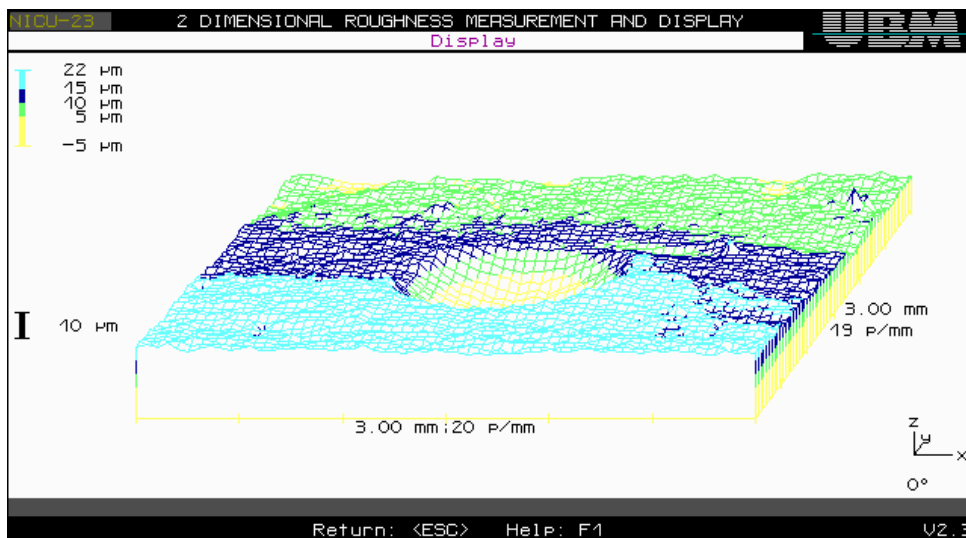 NICU-23 2 DIMENSIONAL ROUGHNESS MEASUREMENT AND DISPLAY UBM
Display
22 µm
15 µm
10 µm
5 µm
-5 µm
10 µm
3.00 mm
19 p/mm
3.00 mm;20 p/mm
z
y
x
0°
Return: <ESC> Help: F1 V2.3